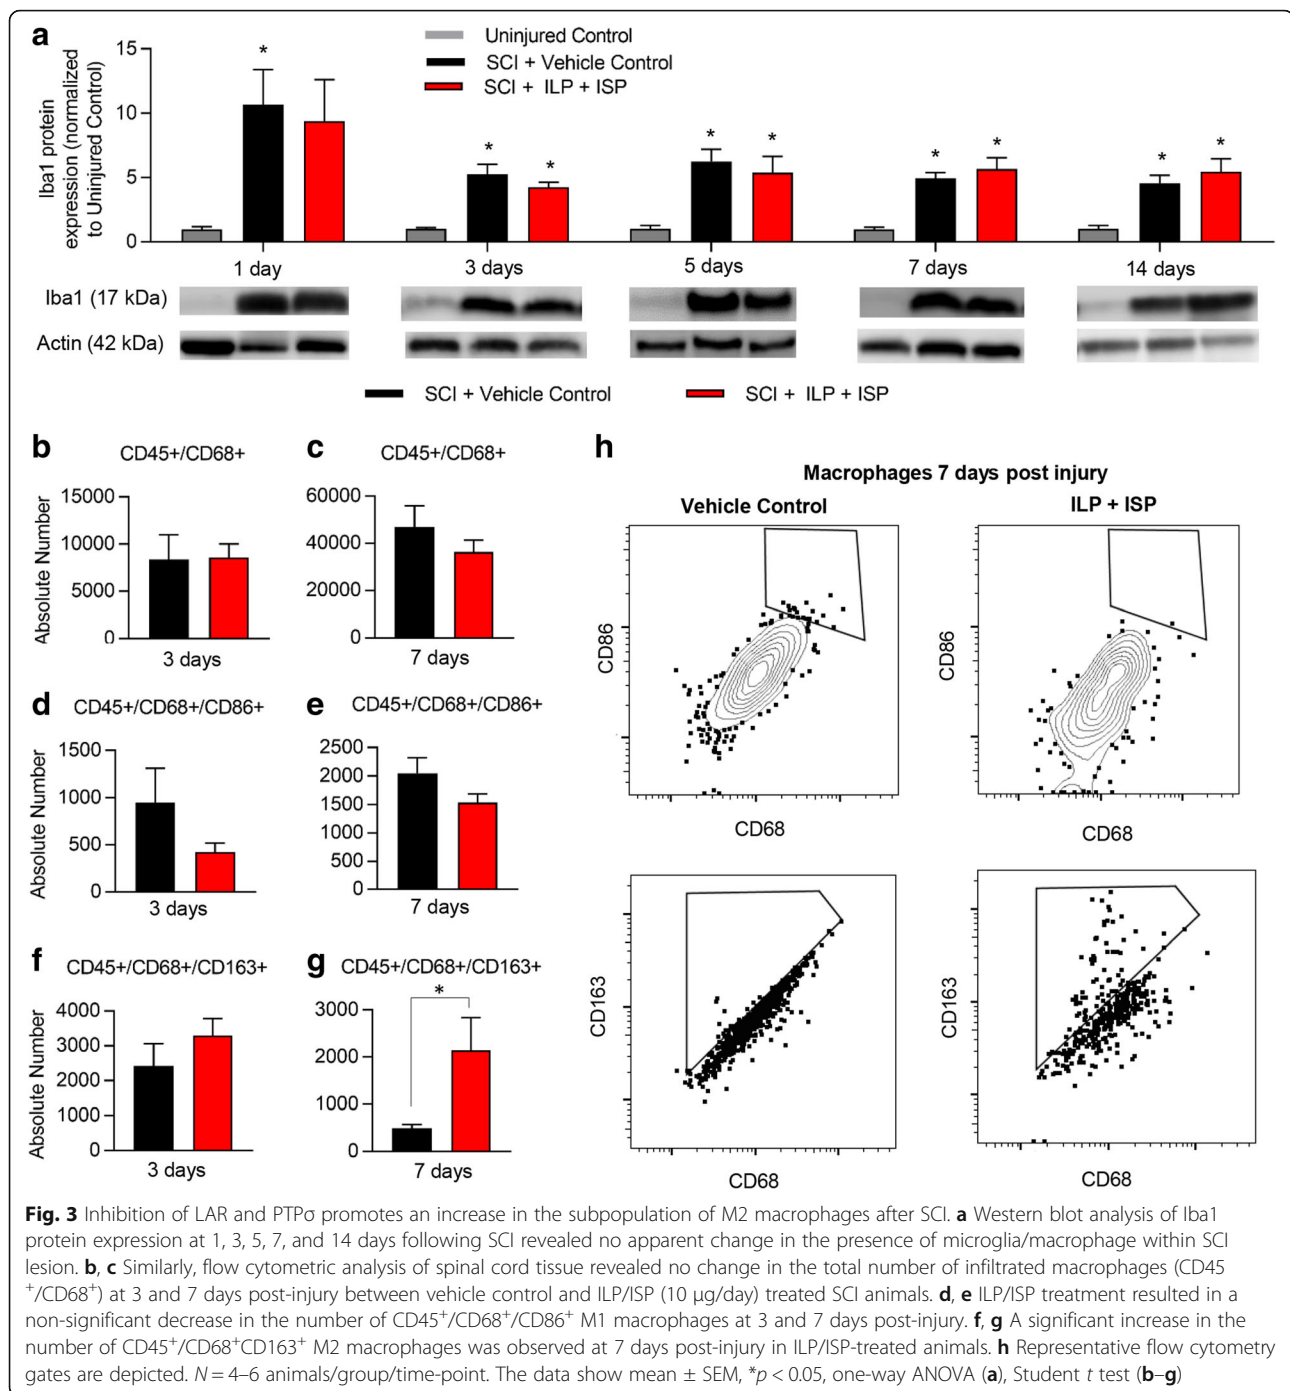 a
Uninjured Control
SCI + Vehicle Control
SCI + ILP + ISP
Iba1 protein
expression (normalized
to Uninjured Control)
15
10
5
0
*
* *
* *
* *
* *
1 day 3 days 5 days 7 days 14 days
Iba1 (17 kDa)
Actin (42 kDa)
SCI + Vehicle Control SCI + ILP + ISP
b
CD45+/CD68+
Absolute Number
15000
10000
5000
0
3 days
c
CD45+/CD68+
60000
40000
20000
0
7 days
d
CD45+/CD68+/CD86+
Absolute Number
1500
1000
500
0
3 days
e
CD45+/CD68+/CD86+
2500
2000
1500
1000
500
0
7 days
f
CD45+/CD68+/CD163+
Absolute Number
4000
3000
2000
1000
0
3 days
g
CD45+/CD68+/CD163+
*
3000
2000
1000
0
7 days
h
Macrophages 7 days post injury
Vehicle Control ILP + ISP
CD86 CD86
CD68 CD68
CD163 CD163
CD68 CD68
Fig. 3 Inhibition of LAR and PTPσ promotes an increase in the subpopulation of M2 macrophages after SCI. a Western blot analysis of Iba1
protein expression at 1, 3, 5, 7, and 14 days following SCI revealed no apparent change in the presence of microglia/macrophage within SCI
lesion. b, c Similarly, flow cytometric analysis of spinal cord tissue revealed no change in the total number of infiltrated macrophages (CD45
+/CD68+) at 3 and 7 days post-injury between vehicle control and ILP/ISP (10 μg/day) treated SCI animals. d, e ILP/ISP treatment resulted in a
non-significant decrease in the number of CD45+/CD68+/CD86+ M1 macrophages at 3 and 7 days post-injury. f, g A significant increase in the
number of CD45+/CD68+CD163+ M2 macrophages was observed at 7 days post-injury in ILP/ISP-treated animals. h Representative flow cytometry
gates are depicted. N = 4–6 animals/group/time-point. The data show mean ± SEM, *p < 0.05, one-way ANOVA (a), Student t test (b–g)